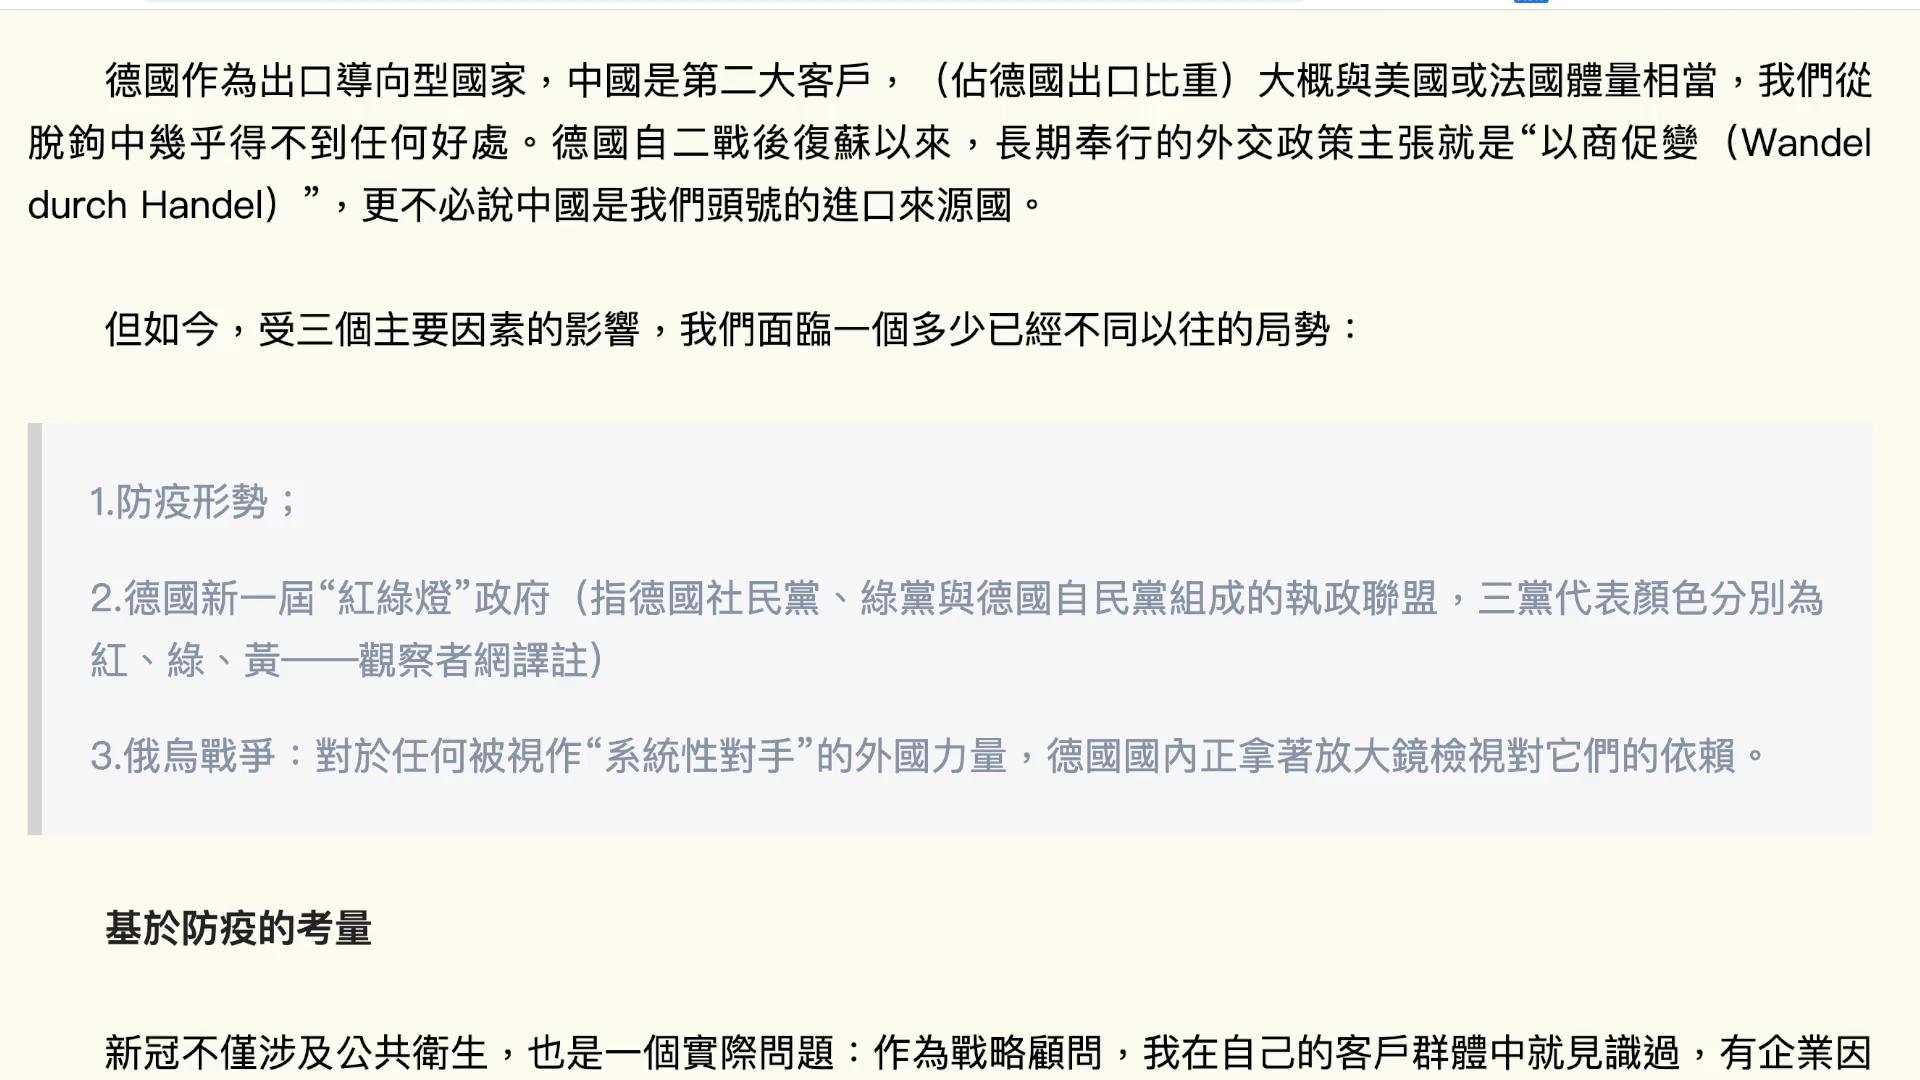 德國作為出口導向型國家，中國是第二大客戶，（佔德國出口比重）大概與美國或法國體量相當，我們從
脫鉤中幾乎得不到任何好處。德國自二戰後復蘇以來，長期奉行的外交政策主張就是“以商促變（Wandel
durch Handel）”，更不必說中國是我們頭號的進口來源國。
但如今，受三個主要因素的影響，我們面臨一個多少已經不同以往的局勢：
1.防疫形勢；
2.德國新一屆“紅綠燈”政府（指德國社民黨、綠黨與德國自民黨組成的執政聯盟，三黨代表顏色分別為
紅、綠、黃——觀察者網譯註）
3.俄烏戰爭：對於任何被視作“系統性對手”的外國力量，德國國內正拿著放大鏡檢視對它們的依賴。
基於防疫的考量
新冠不僅涉及公共衛生，也是一個實際問題：作為戰略顧問，我在自己的客戶群體中就見識過，有企業因